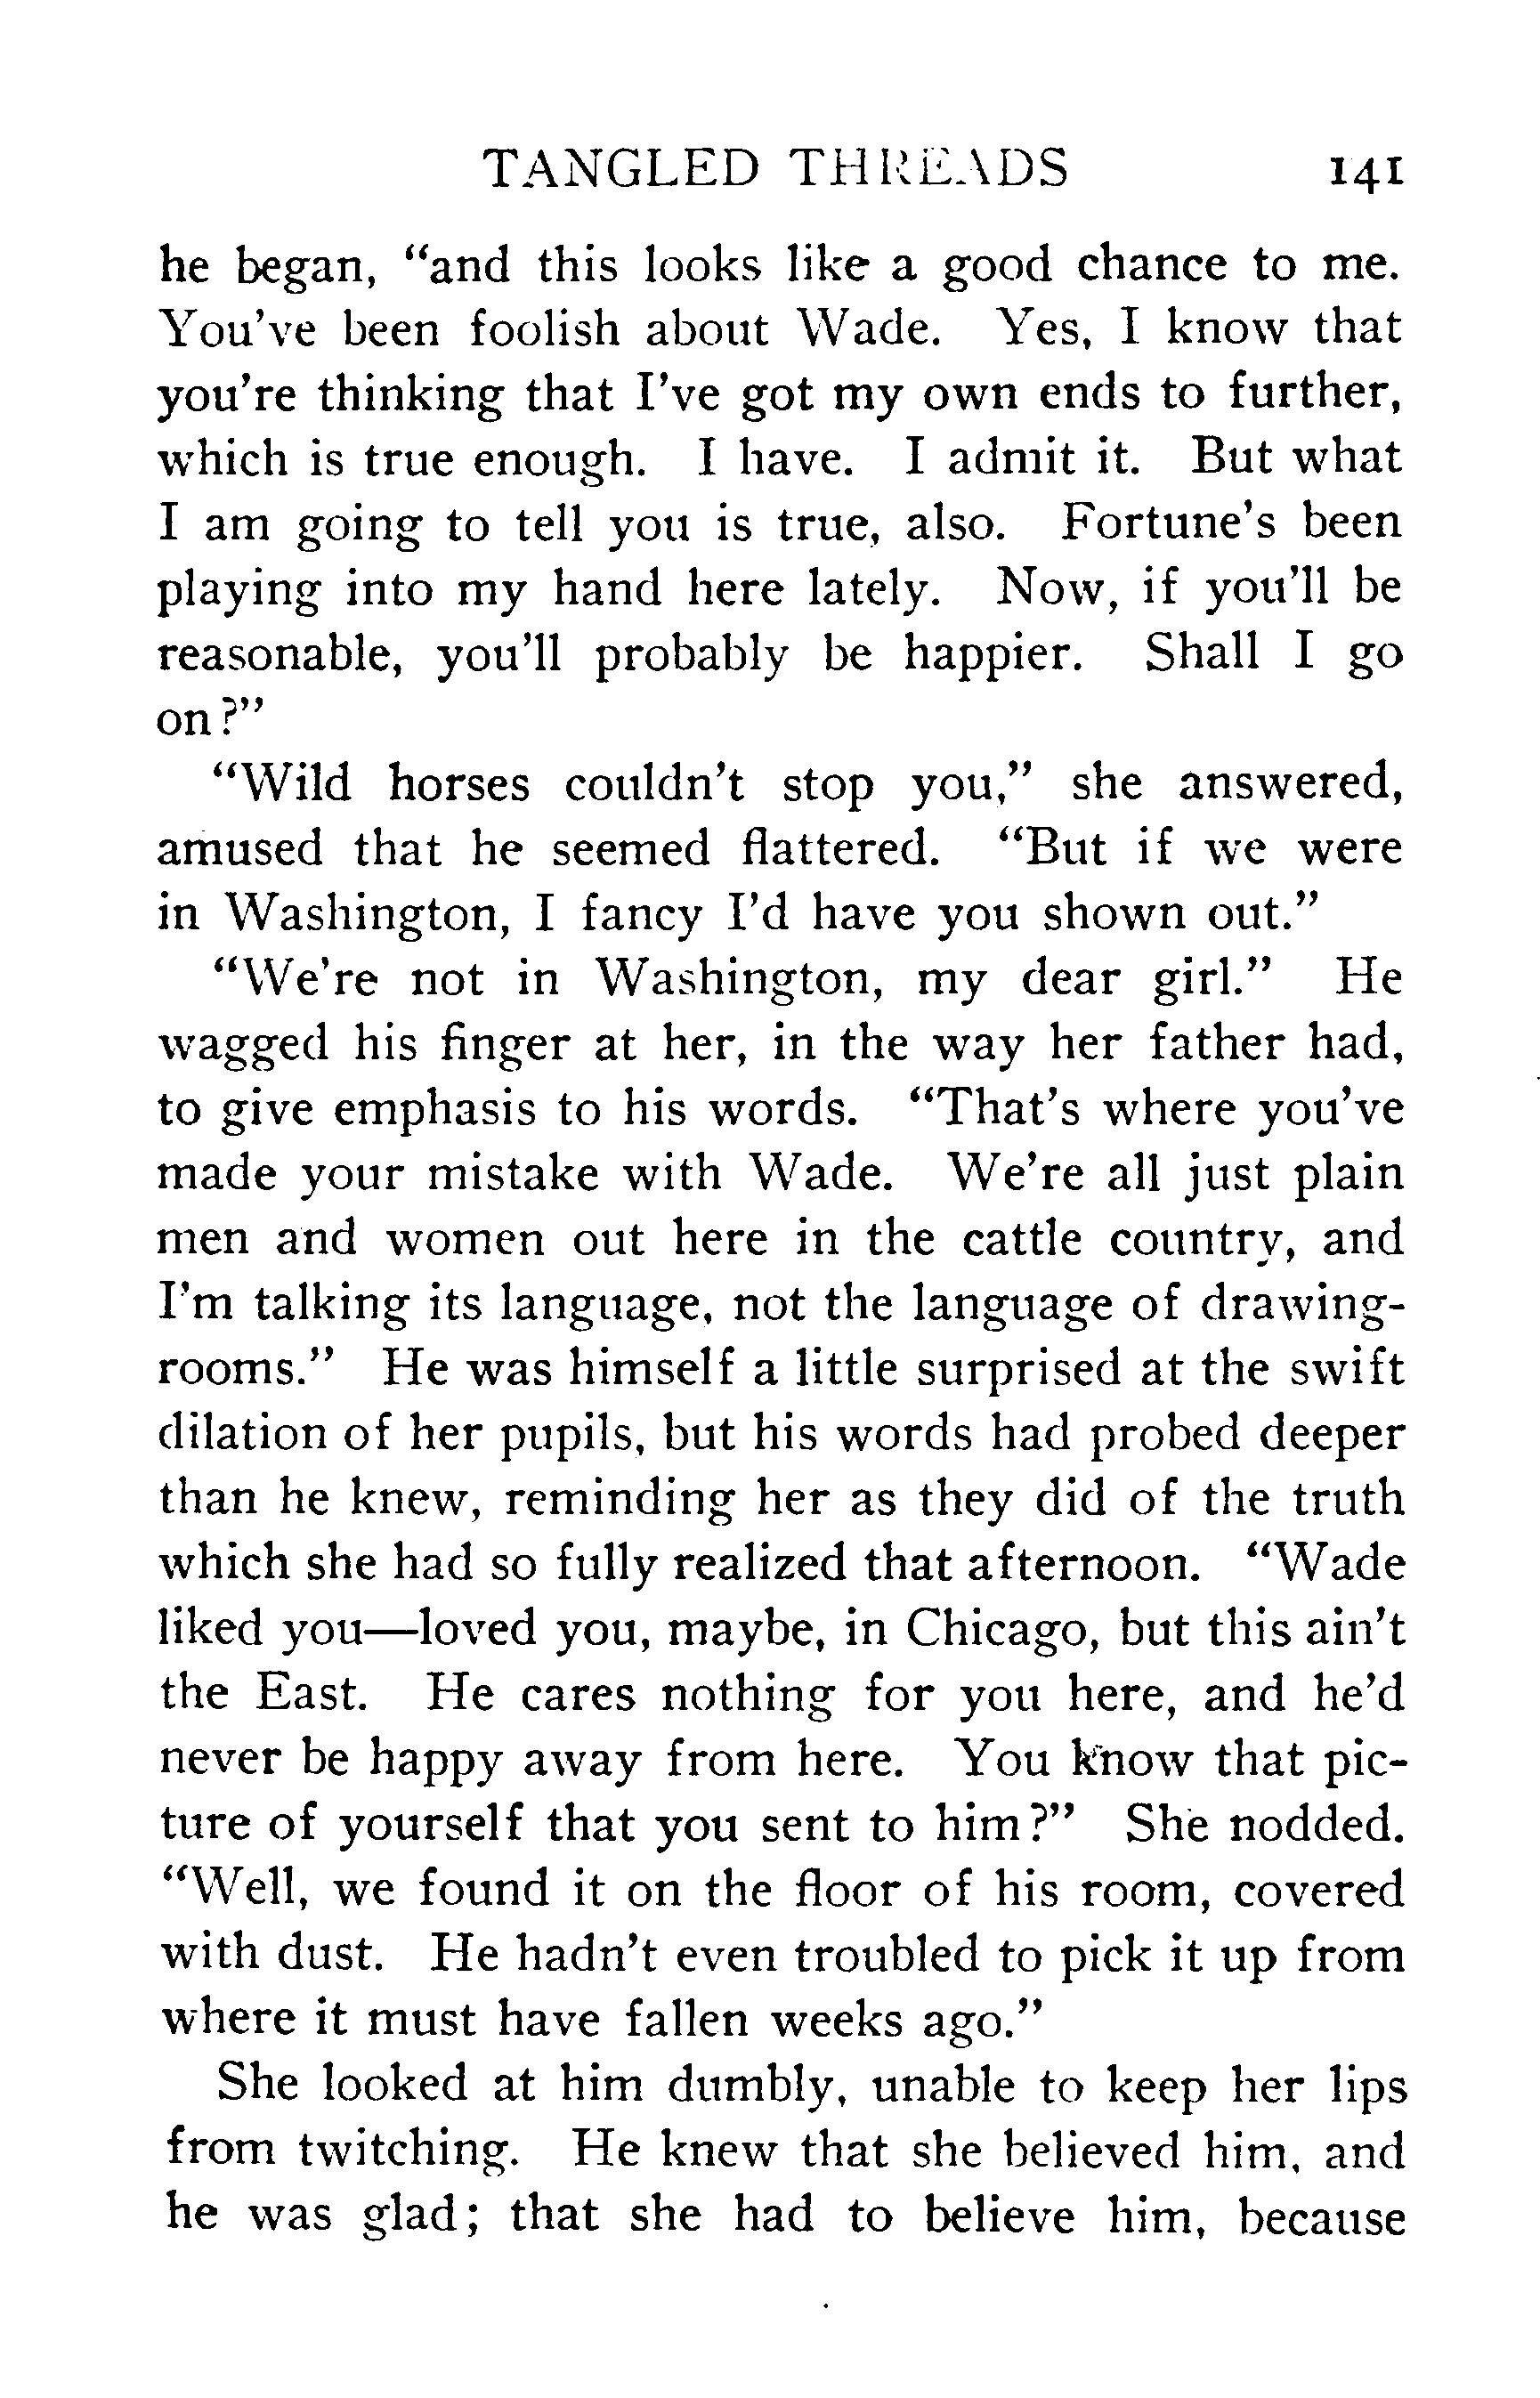 TANGLED THREADS 141
he began, “and this looks like a good chance to me.
You’ve been foolish about Wade. Yes, I know that
you’re thinking that I’ve got my own ends to further,
which is true enough. I have. I admit it. But what
I am going to tell you is true, also. Fortune’s been
playing into my hand here lately. Now, if you’ll be
reasonable, you’ll probably be happier. Shall I go
on?”
“Wild horses couldn’t stop you,” she answered,
amused that he seemed flattered. “But if we were
in Washington, I fancy I’d have you shown out.”
“We’re not in Washington, my dear girl.” He
wagged his finger at her, in the way her father had,
to give emphasis to his words. “That’s where you’ve
made your mistake with Wade. We’re all just plain
men and women out here in the cattle country, and
I’m talking its language, not the language of drawing-
rooms.” He was himself a little surprised at the swift
dilation of her pupils, but his words had probed deeper
than he knew, reminding her as they did of the truth
which she had so fully realized that afternoon. “Wade
liked you—loved you, maybe, in Chicago, but this ain’t
the East. He cares nothing for you here, and he’d
never be happy away from here. You know that pic-
ture of yourself that you sent to him?” She nodded.
“Well, we found it on the floor of his room, covered
with dust. He hadn’t even troubled to pick it up from
where it must have fallen weeks ago.”
She looked at him dumbly, unable to keep her lips
from twitching. He knew that she believed him, and
he was glad; that she had to believe him, because